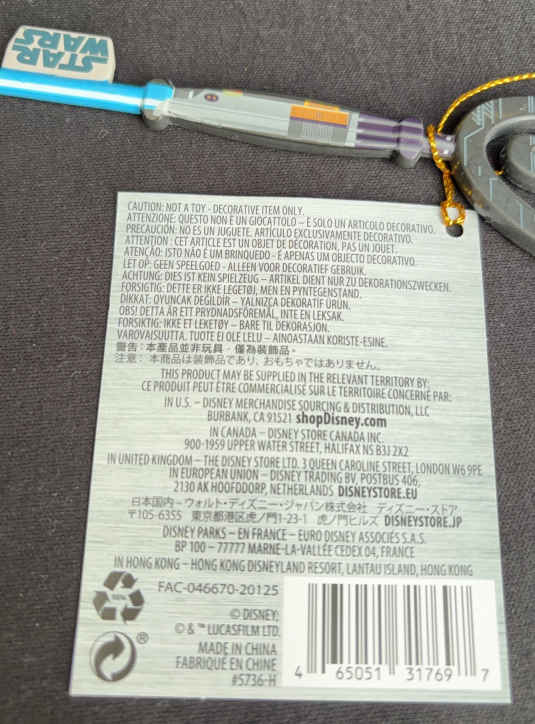 STAR
WARS
CAUTION: NOT A TOY - DECORATIVE ITEM ONLY.
ATTENZIONE: QUESTO NON È UN GIOCATTOLO – È SOLO UN ARTICOLO DECORATIVO.
PRECAUCIÓN: NO ES UN JUGUETE. ARTÍCULO EXCLUSIVAMENTE DECORATIVO.
ATTENTION : CET ARTICLE EST UN OBJET DE DÉCORATION, PAS UN JOUET.
ATENÇÃO: ISTO NÃO É UM BRINQUEDO - É APENAS UM OBJECTO DECORATIVO.
LET OP: GEEN SPEELGOED - ALLEEN VOOR DECORATIEF GEBRUIK.
ACHTUNG: DIES IST KEIN SPIELZEUG – ARTIKEL DIENT NUR ZU DEKORATIONSZWECKEN.
FORSIGTIG: DETTE ER IKKE LEGETØJ, MEN EN PYNTEGENSTAND.
DIKKAT: OYUNCAK DEĞİLDİR – YALNIZCA DEKORATIF ÜRÜN.
OBS! DETTA ÄR ETT PRYDNADSFÖREMÅL, INTE EN LEKSAK.
FORSIKTIG: IKKE ET LEKETØY – BARE TIL DEKORASJON.
VAROVAISUUTTA. TUOTE EI OLE LELU – AINOASTAAN KORISTE-ESINE.
警告：本產品並非玩具，僅為裝飾品。
注意： 本商品は装飾品であり、おもちゃではありません。
THIS PRODUCT MAY BE SUPPLIED IN THE RELEVANT TERRITORY BY:
CE PRODUIT PEUT ÊTRE COMMERCIALISÉ SUR LE TERRITOIRE CONCERNÉ PAR:
IN U.S. – DISNEY MERCHANDISE SOURCING & DISTRIBUTION, LLC
BURBANK, CA 91521 shopDisney.com
IN CANADA – DISNEY STORE CANADA INC.
900-1959 UPPER WATER STREET, HALIFAX NS B3J 2X2
IN UNITED KINGDOM – THE DISNEY STORE LTD. 3 QUEEN CAROLINE STREET, LONDON W6 9PE
IN EUROPEAN UNION – DISNEY TRADING BV, POSTBUS 406,
2130 AK HOOFDDORP, NETHERLANDS DISNEYSTORE.EU
日本国内－ウォルト・ディズニー・ジャパン株式会社 ディズニー・ストア
〒105-6355 東京都港区虎ノ門1-23-1 虎ノ門ヒルズ DISNEYSTORE.JP
DISNEY PARKS – EN FRANCE – EURO DISNEY ASSOCIÉS S.A.S.
BP 100 – 77777 MARNE-LA-VALLÉE CEDEX 04, FRANCE
IN HONG KONG – HONG KONG DISNEYLAND RESORT, LANTAU ISLAND, HONG KONG
FAC-046670-20125
© DISNEY;
© & ™ LUCASFILM LTD.
MADE IN CHINA
FABRIQUÉ EN CHINE
#5736-H
4 65051 31769 7